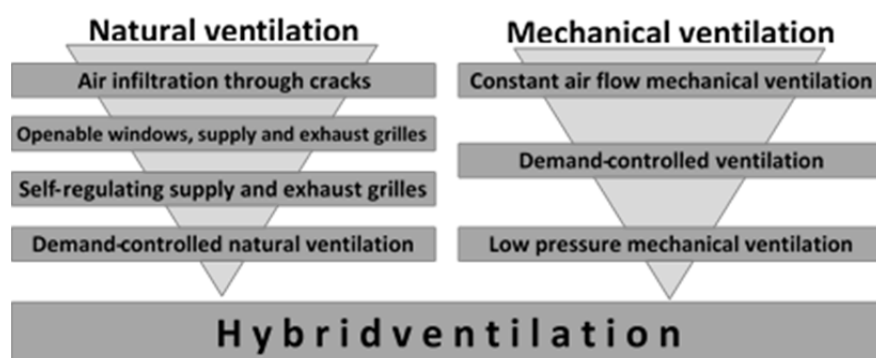 Natural ventilation
Air infiltration through cracks
Openable windows, supply and exhaust grilles
Self-regulating supply and exhaust grilles
Demand-controlled natural ventilation
Mechanical ventilation
Constant air flow mechanical ventilation
Demand-controlled ventilation
Low pressure mechanical ventilation
Hybridventilation